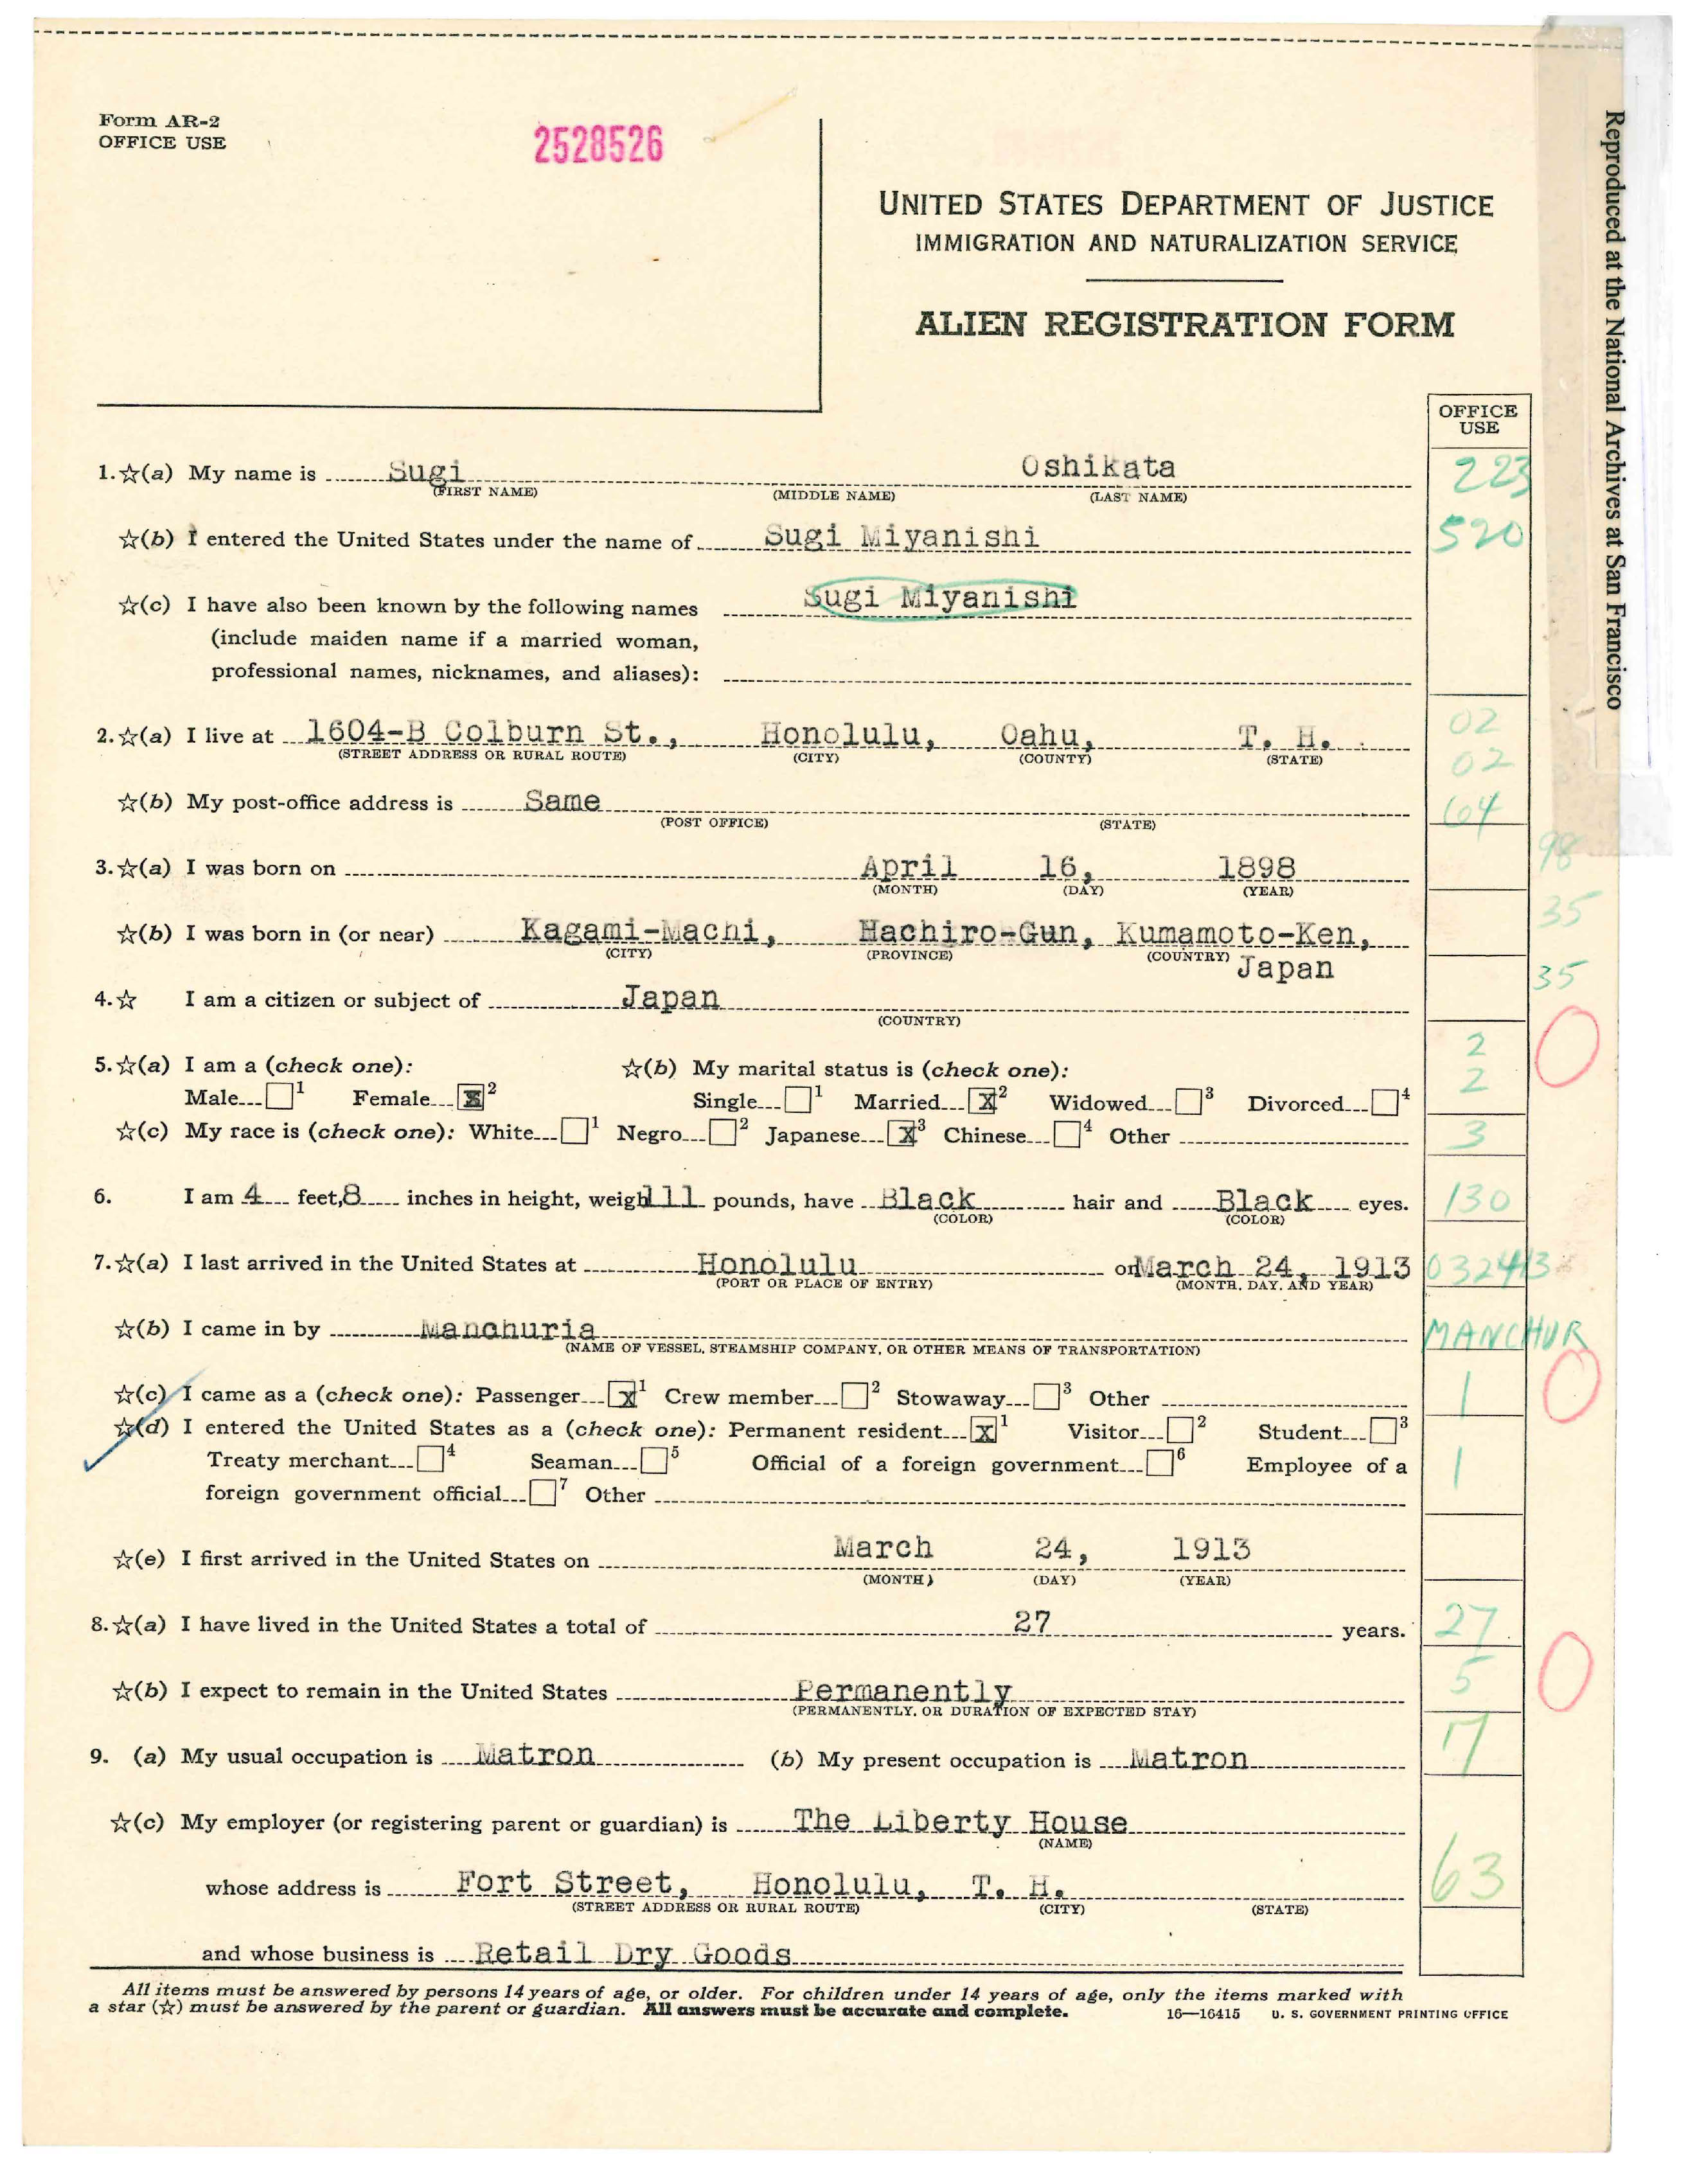 Form AR-2
OFFICE USE
2528526
UNITED STATES DEPARTMENT OF JUSTICE
IMMIGRATION AND NATURALIZATION SERVICE
ALIEN REGISTRATION FORM
Reproduced at the National Archives at San Francisco
OFFICE
USE
1.☆(a) My name is Sugi Oshikata 223
(FIRST NAME) (MIDDLE NAME) (LAST NAME)
☆(b) I entered the United States under the name of Sugi Miyanishi 520
☆(c) I have also been known by the following names Sugi Miyanishi
(include maiden name if a married woman,
professional names, nicknames, and aliases):
2.☆(a) I live at 1604-B Colburn St., Honolulu, Oahu, T. H. 02
(STREET ADDRESS OR RURAL ROUTE) (CITY) (COUNTY) (STATE) 02
☆(b) My post-office address is Same 64
(POST OFFICE) (STATE)
3.☆(a) I was born on April 16, 1898 98
(MONTH) (DAY) (YEAR)
☆(b) I was born in (or near) Kagami-Machi, Hachiro-Gun, Kumamoto-Ken, 35
(CITY) (PROVINCE) (COUNTRY) Japan
4.☆ I am a citizen or subject of Japan 35
(COUNTRY)
5.☆(a) I am a (check one): ☆(b) My marital status is (check one): 2
Male ☐1 Female ☒2 Single ☐1 Married ☒2 Widowed ☐3 Divorced ☐4 2
☆(c) My race is (check one): White ☐1 Negro ☐2 Japanese ☒3 Chinese ☐4 Other 3
6. I am 4 feet, 8 inches in height, weigh 111 pounds, have Black hair and Black eyes. 130
(COLOR) (COLOR)
7.☆(a) I last arrived in the United States at Honolulu on March 24, 1913 032413
(PORT OR PLACE OF ENTRY) (MONTH, DAY, AND YEAR)
☆(b) I came in by Manchuria MANCHUR
(NAME OF VESSEL, STEAMSHIP COMPANY, OR OTHER MEANS OF TRANSPORTATION)
☆(c) I came as a (check one): Passenger ☒1 Crew member ☐2 Stowaway ☐3 Other 1
☆(d) I entered the United States as a (check one): Permanent resident ☒1 Visitor ☐2 Student ☐3
Treaty merchant ☐4 Seaman ☐5 Official of a foreign government ☐6 Employee of a 1
foreign government official ☐7 Other
☆(e) I first arrived in the United States on March 24, 1913
(MONTH) (DAY) (YEAR)
8.☆(a) I have lived in the United States a total of 27 years. 27
☆(b) I expect to remain in the United States Permanently 5
(PERMANENTLY, OR DURATION OF EXPECTED STAY)
9. (a) My usual occupation is Matron (b) My present occupation is Matron
☆(c) My employer (or registering parent or guardian) is The Liberty House
(NAME)
whose address is Fort Street, Honolulu, T. H. 63
(STREET ADDRESS OR RURAL ROUTE) (CITY) (STATE)
and whose business is Retail Dry Goods
All items must be answered by persons 14 years of age, or older. For children under 14 years of age, only the items marked with
a star (☆) must be answered by the parent or guardian. All answers must be accurate and complete. 16—16415 U. S. GOVERNMENT PRINTING OFFICE